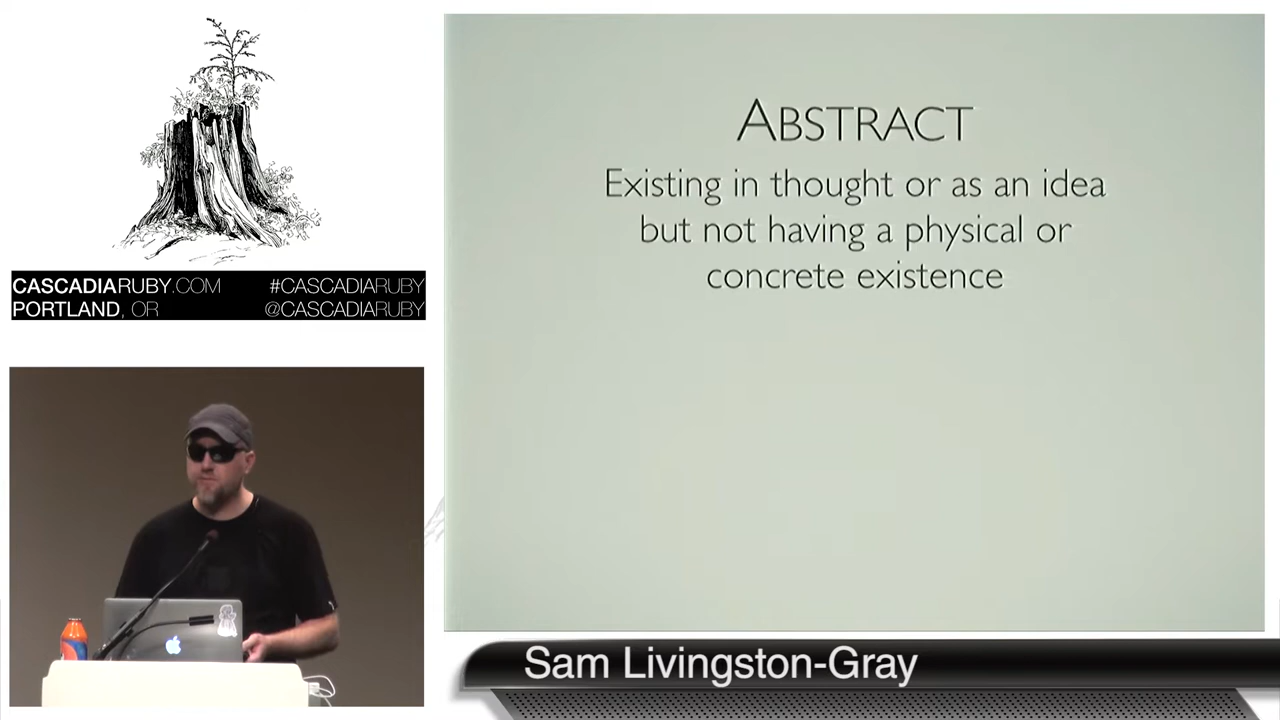 CASCADIARUBY.COM #CASCADIARUBY
PORTLAND, OR @CASCADIARUBY
ABSTRACT
Existing in thought or as an idea
but not having a physical or
concrete existence
Sam Livingston-Gray